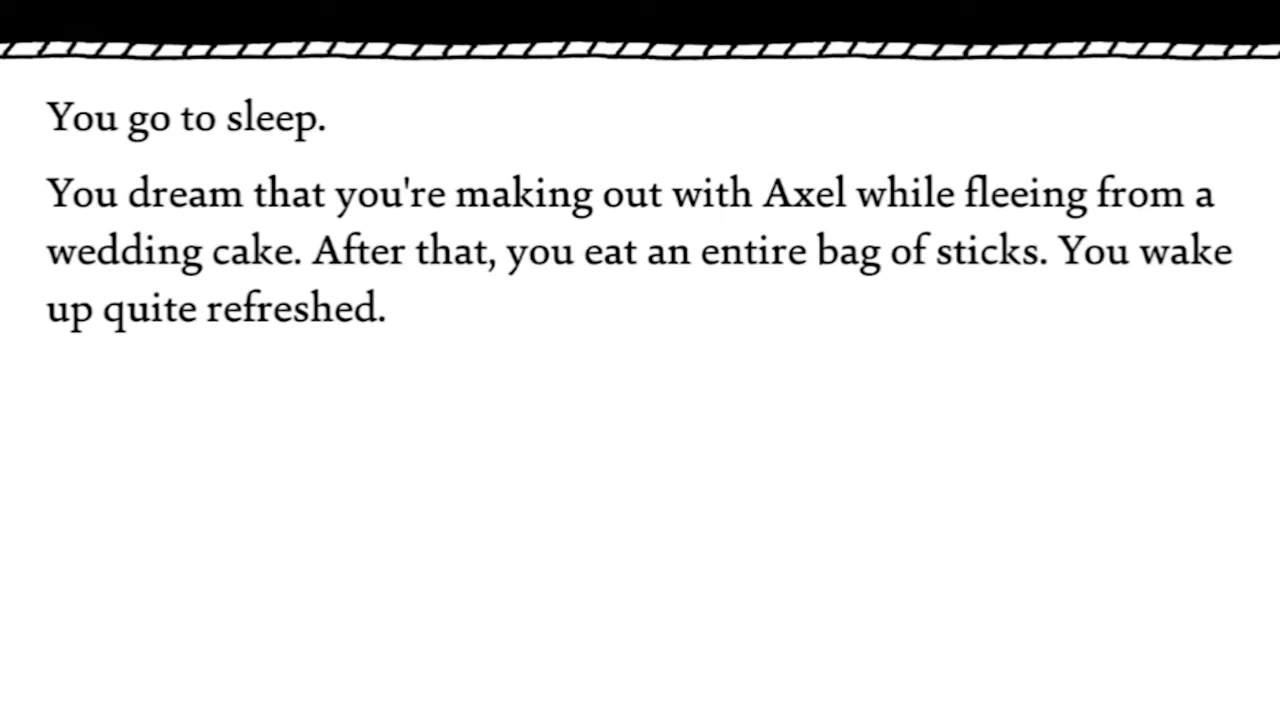 You go to sleep.
You dream that you're making out with Axel while fleeing from a
wedding cake. After that, you eat an entire bag of sticks. You wake
up quite refreshed.